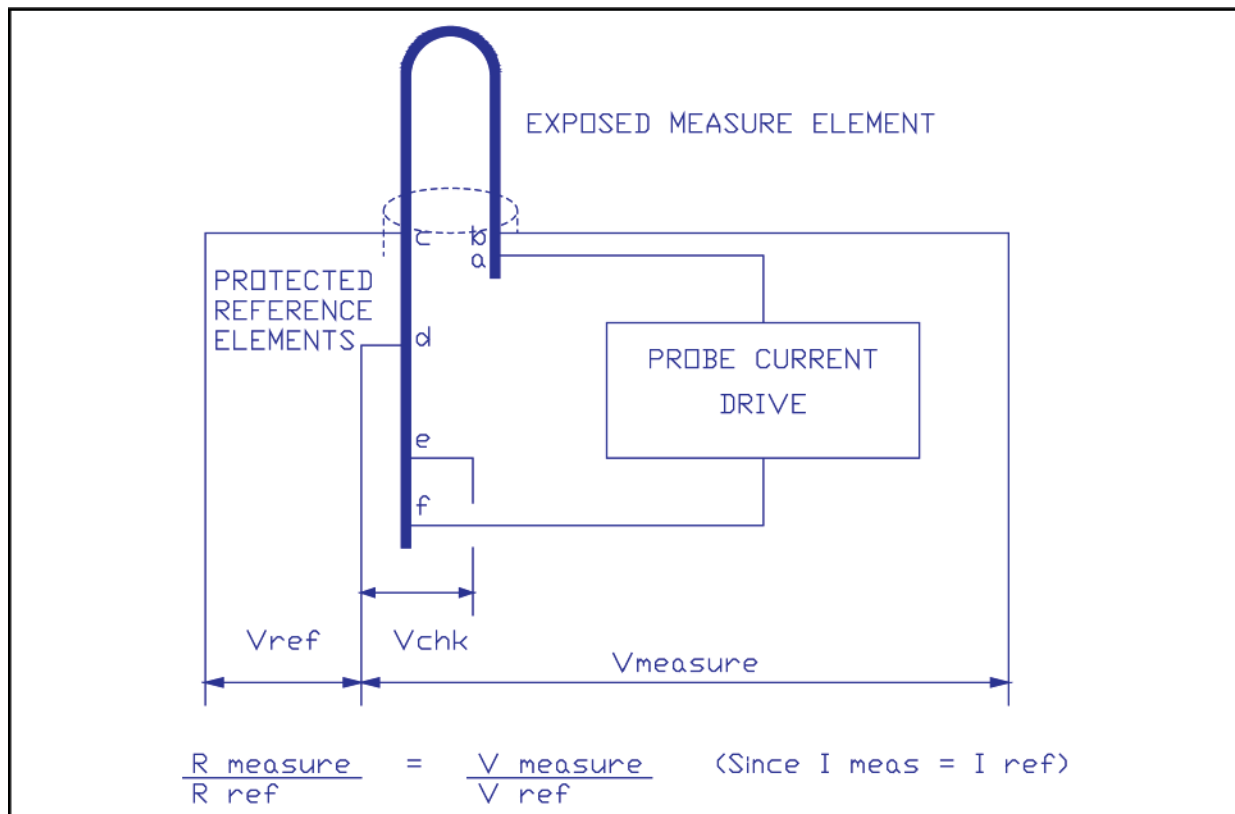 EXPOSED MEASURE ELEMENT
c b
a
PROTECTED
REFERENCE
ELEMENTS
d
PROBE CURRENT
DRIVE
e
f
Vref
Vchk
Vmeasure
R measure = V measure (Since I meas = I ref)
R ref V ref